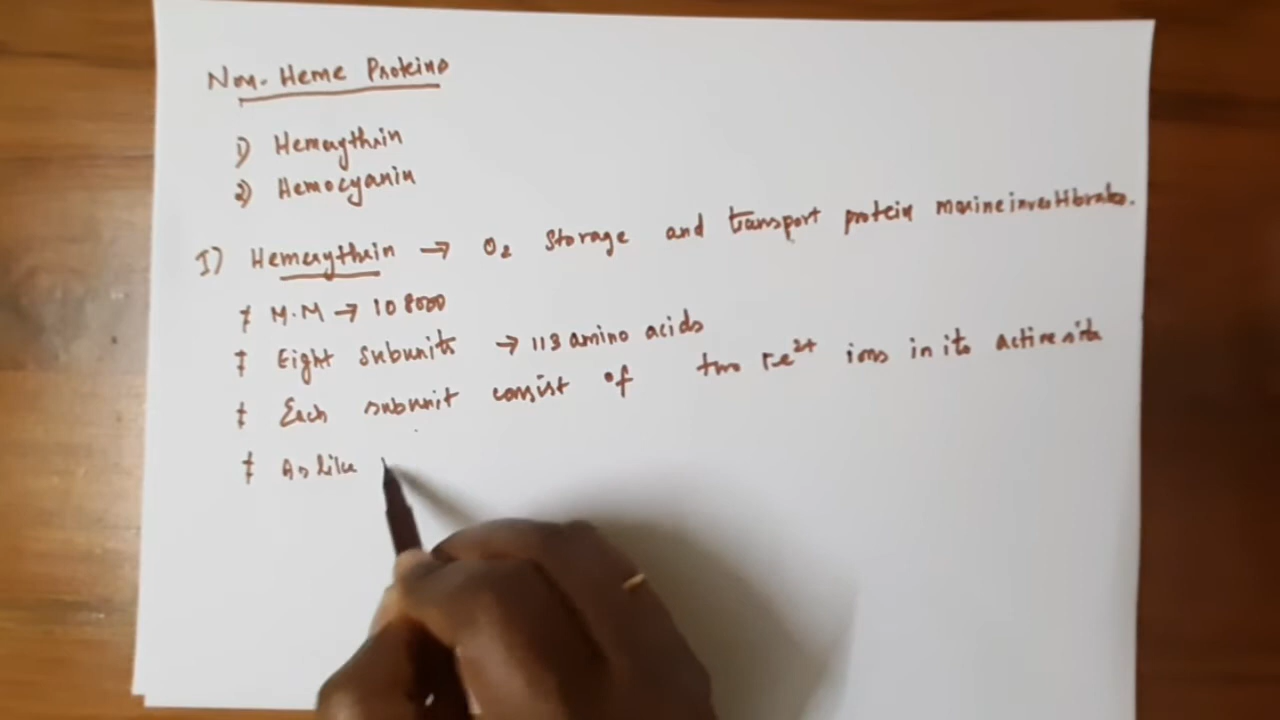 Non-Heme Proteins
1) Hemerythrin
2) Hemocyanin
I) Hemerythrin → O2 storage and transport protein marine invertibrates.
M.M → 108000
Eight subunits → 113 amino acids
Each subunit consist of two Fe2+ ions in its active site
As like